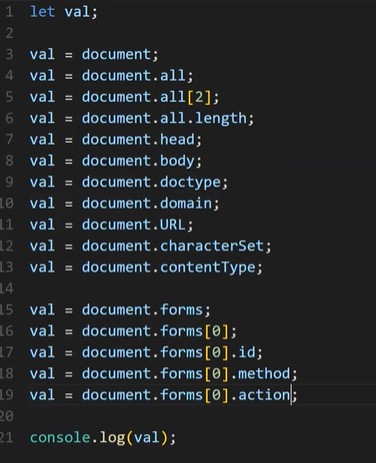 1 let val;
2
3 val = document;
4 val = document.all;
5 val = document.all[2];
6 val = document.all.length;
7 val = document.head;
8 val = document.body;
9 val = document.doctype;
10 val = document.domain;
11 val = document.URL;
12 val = document.characterSet;
13 val = document.contentType;
14
15 val = document.forms;
16 val = document.forms[0];
17 val = document.forms[0].id;
18 val = document.forms[0].method;
19 val = document.forms[0].action;
20
21 console.log(val);